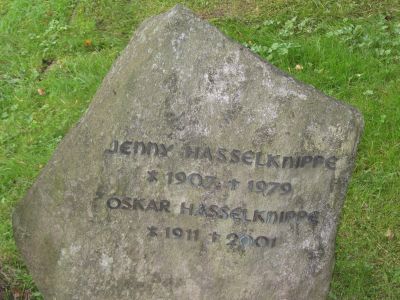 JENNY HASSELKNIPPE
* 1907 † 1979
OSKAR HASSELKNIPPE
* 1911 † 2001